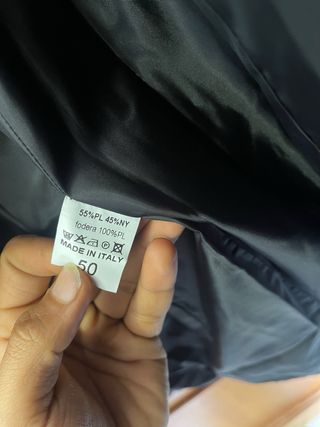 55%PL 45%NY
fodera 100%PL
MADE IN ITALY
50